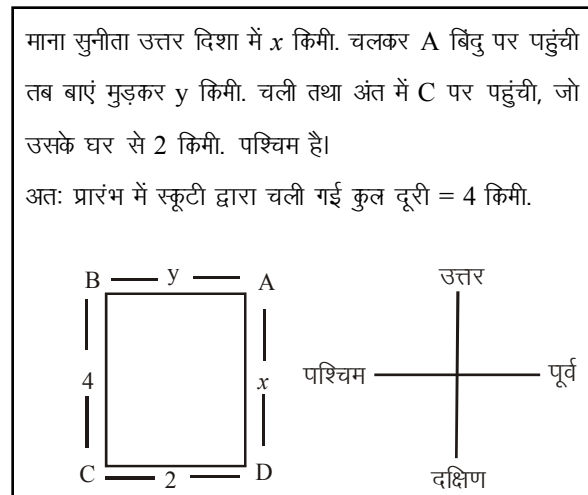 माना सुनीता उत्तर दिशा में x किमी. चलकर A बिंदु पर पहुंची
तब बाएं मुड़कर y किमी. चली तथा अंत में C पर पहुंची, जो
उसके घर से 2 किमी. पश्चिम है।
अतः प्रारंभ में स्कूटी द्वारा चली गई कुल दूरी = 4 किमी.
B y A
4 x
C 2 D
उत्तर
पश्चिम पूर्व
दक्षिण